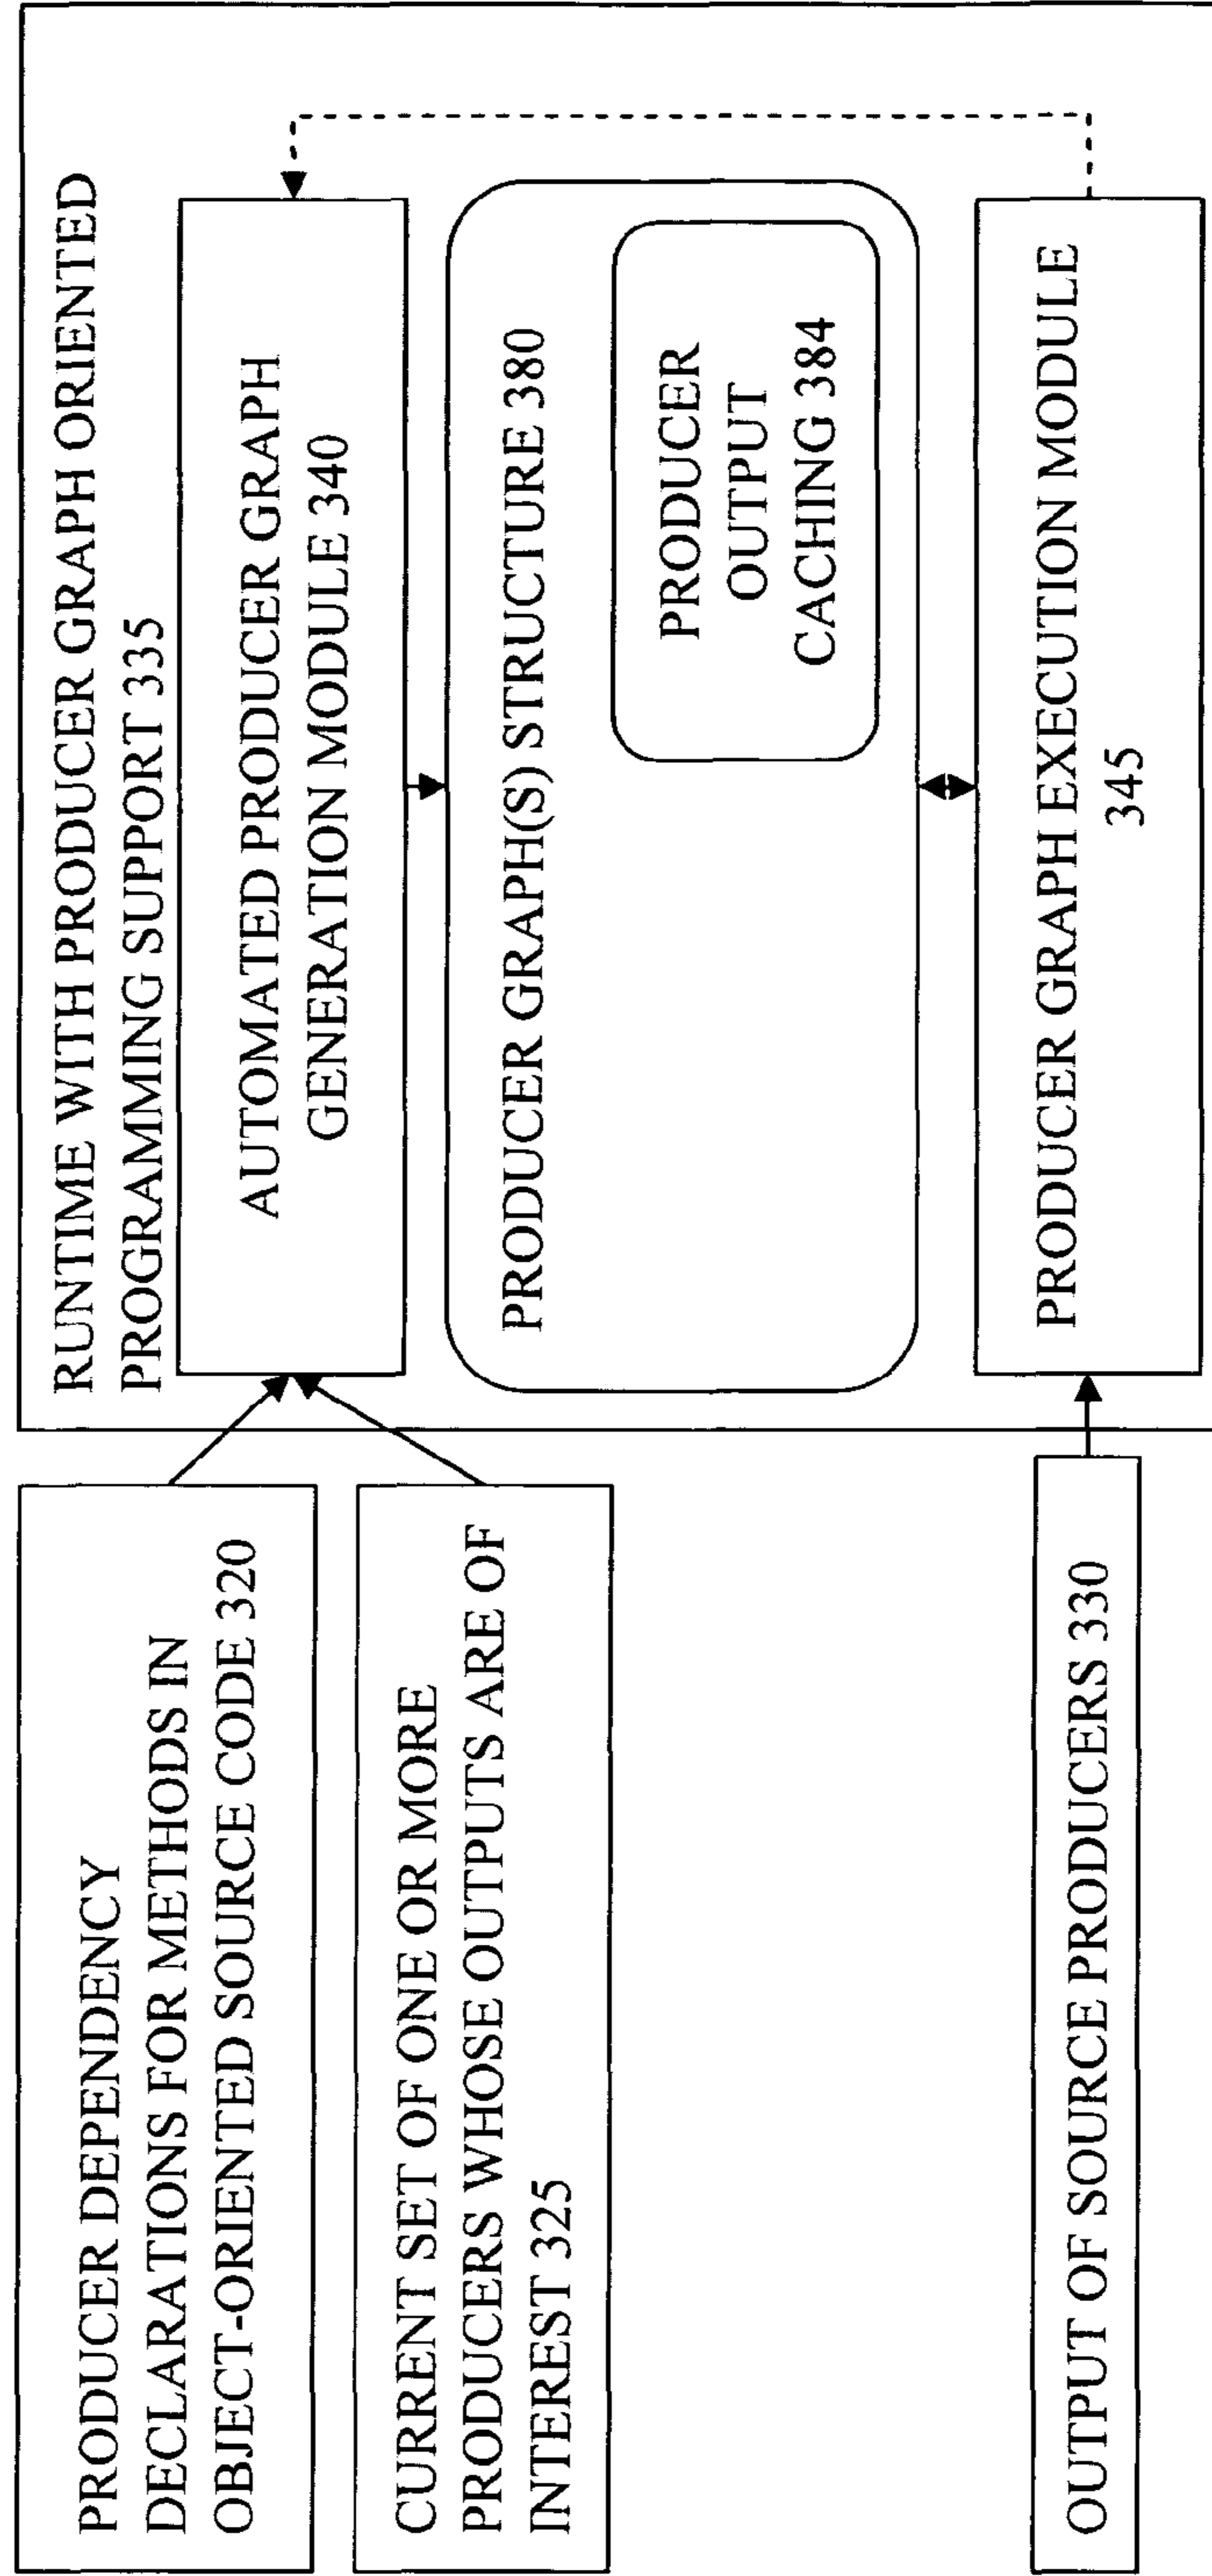 PRODUCER DEPENDENCY
DECLARATIONS FOR METHODS IN
OBJECT-ORIENTED SOURCE CODE 320
CURRENT SET OF ONE OR MORE
PRODUCERS WHOSE OUTPUTS ARE OF
INTEREST 325
OUTPUT OF SOURCE PRODUCERS 330
RUNTIME WITH PRODUCER GRAPH ORIENTED
PROGRAMMING SUPPORT 335
AUTOMATED PRODUCER GRAPH
GENERATION MODULE 340
PRODUCER GRAPH(S) STRUCTURE 380
PRODUCER
OUTPUT
CACHING 384
PRODUCER GRAPH EXECUTION MODULE
345